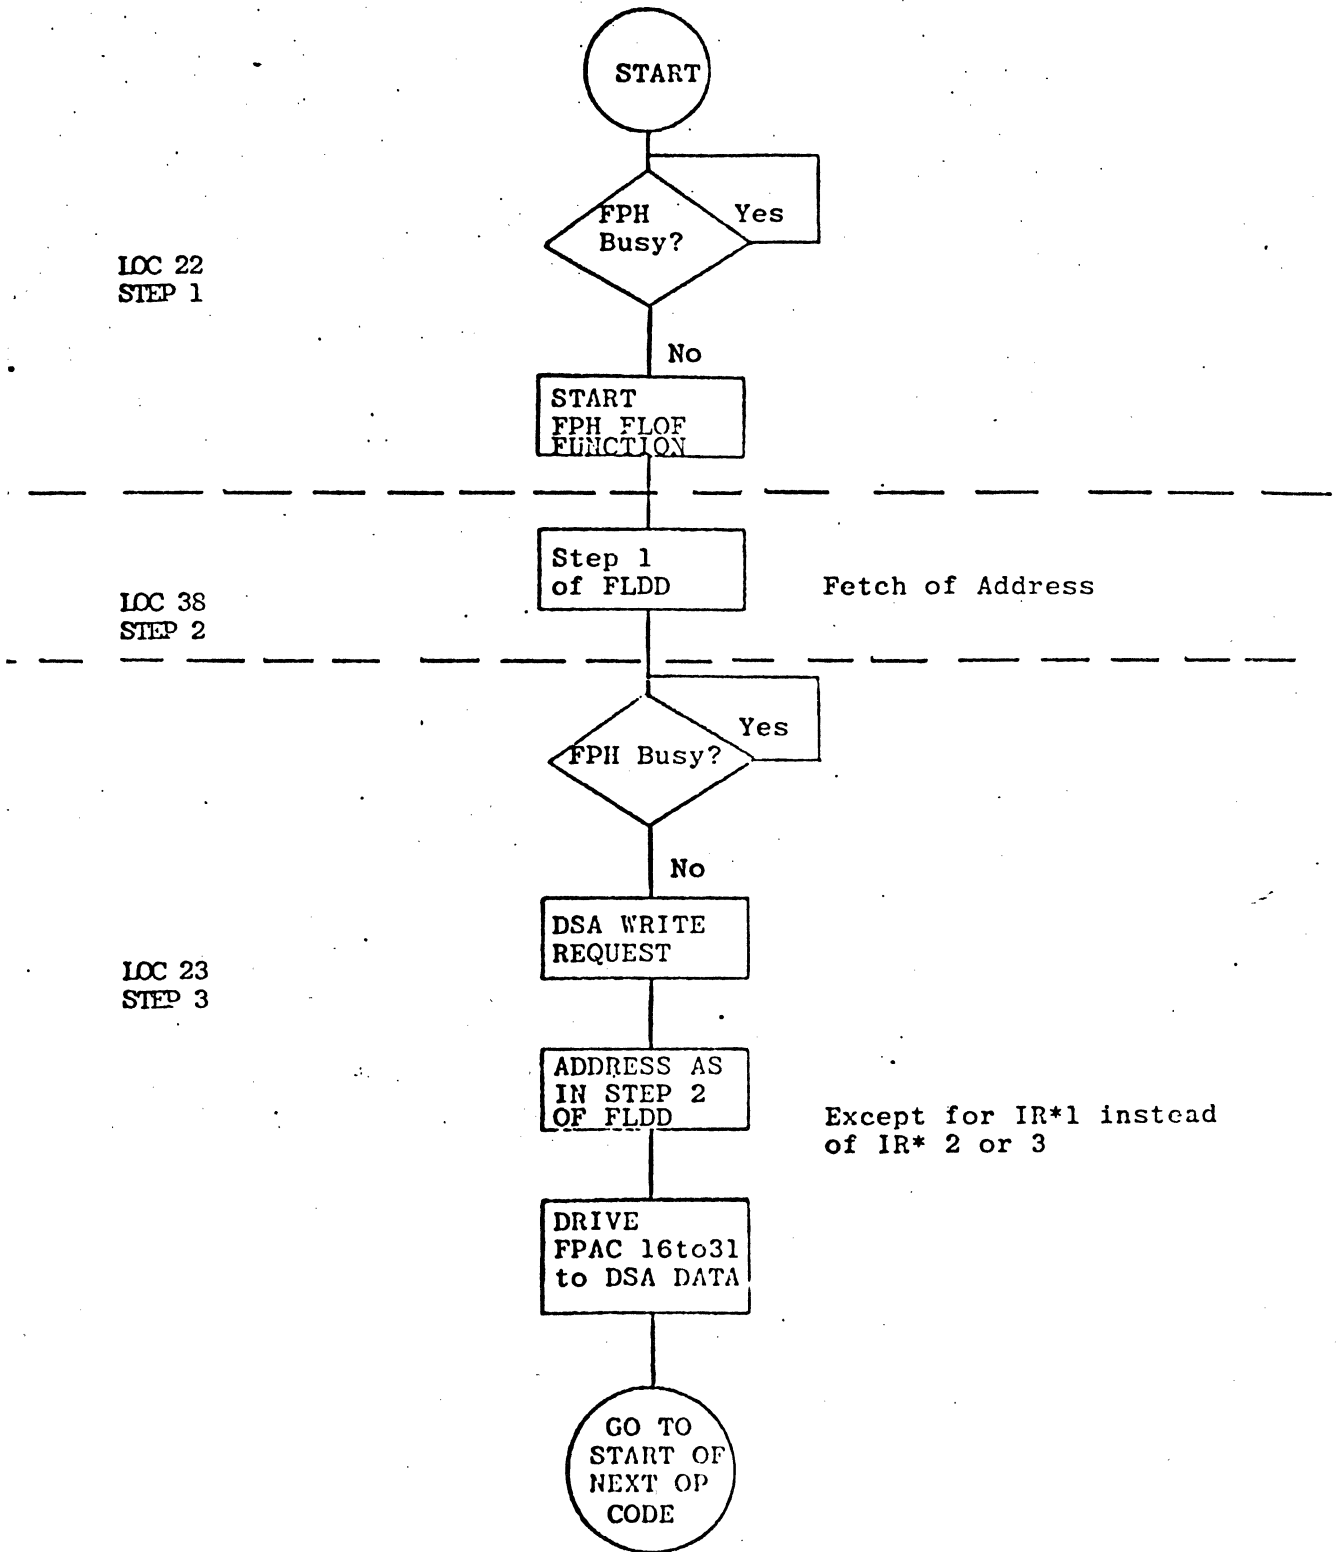 START
FPH
Busy?
Yes
LOC 22
STEP 1
No
START
FPH FLOF
FUNCTION
Step 1
of FLDD
Fetch of Address
LOC 38
STEP 2
Yes
FPH Busy?
No
DSA WRITE
REQUEST
LOC 23
STEP 3
ADDRESS AS
IN STEP 2
OF FLDD
Except for IR*1 instead
of IR* 2 or 3
DRIVE
FPAC 16to31
to DSA DATA
GO TO
START OF
NEXT OP
CODE